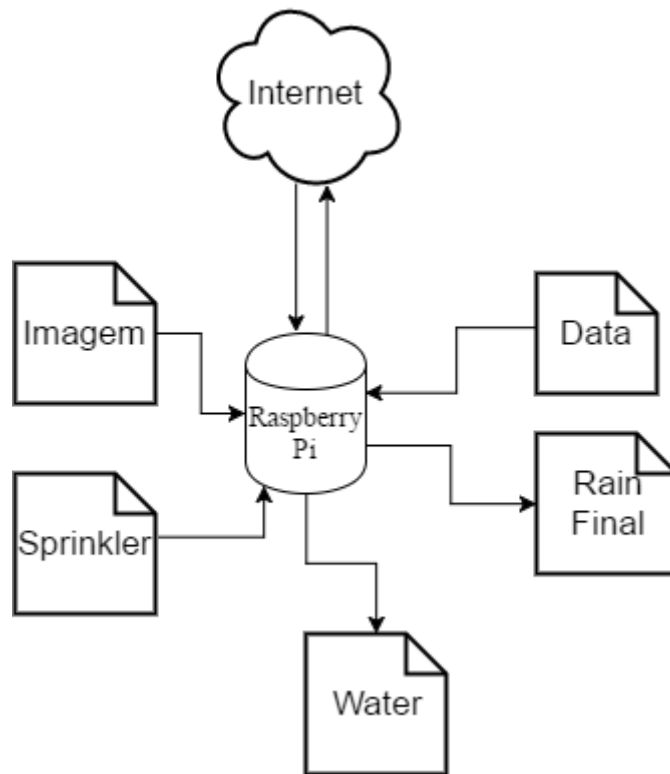 Internet
Imagem
Data
Raspberry
Pi
Rain
Final
Sprinkler
Water